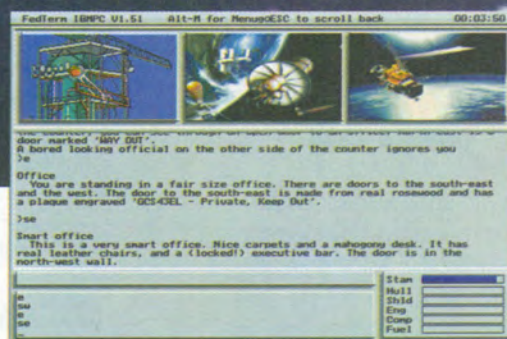 FedTerm IBMPC V1.51 Alt-M for MenugoESC to scroll back 00:03:50
door marked 'WAY OUT'.
A bored looking official on the other side of the counter ignores you
>e
Office
You are standing in a fair size office. There are doors to the south-east
and the west. The door to the south-east is made from real rosewood and has
a plaque engraved 'GCS43EL - Private, Keep Out'.
>se
Smart office
This is a very smart office. Nice carpets and a mahogony desk. It has
real leather chairs, and a (locked!) executive bar. The door is in the
north-west wall.
e
sw
e
se
_
Stam
Hull
Shld
Eng
Comp
Fuel